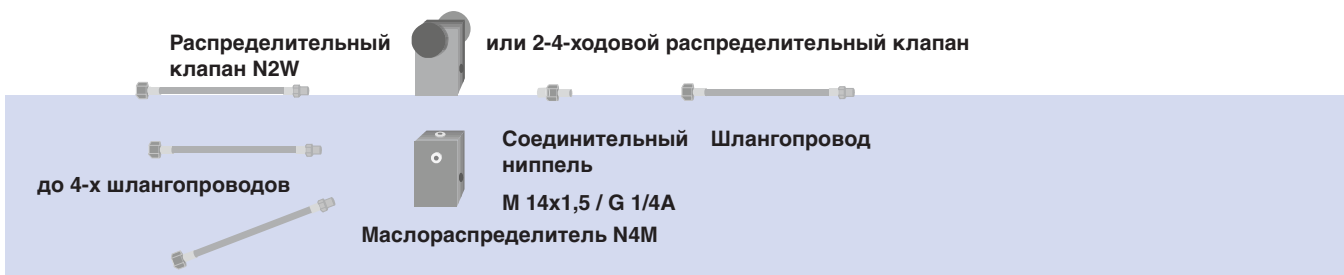 Распределительный
клапан N2W
или 2-4-ходовой распределительный клапан
Соединительный
ниппель
M 14x1,5 / G 1/4A
Шлангопровод
до 4-х шлангопроводов
Маслораспределитель N4M